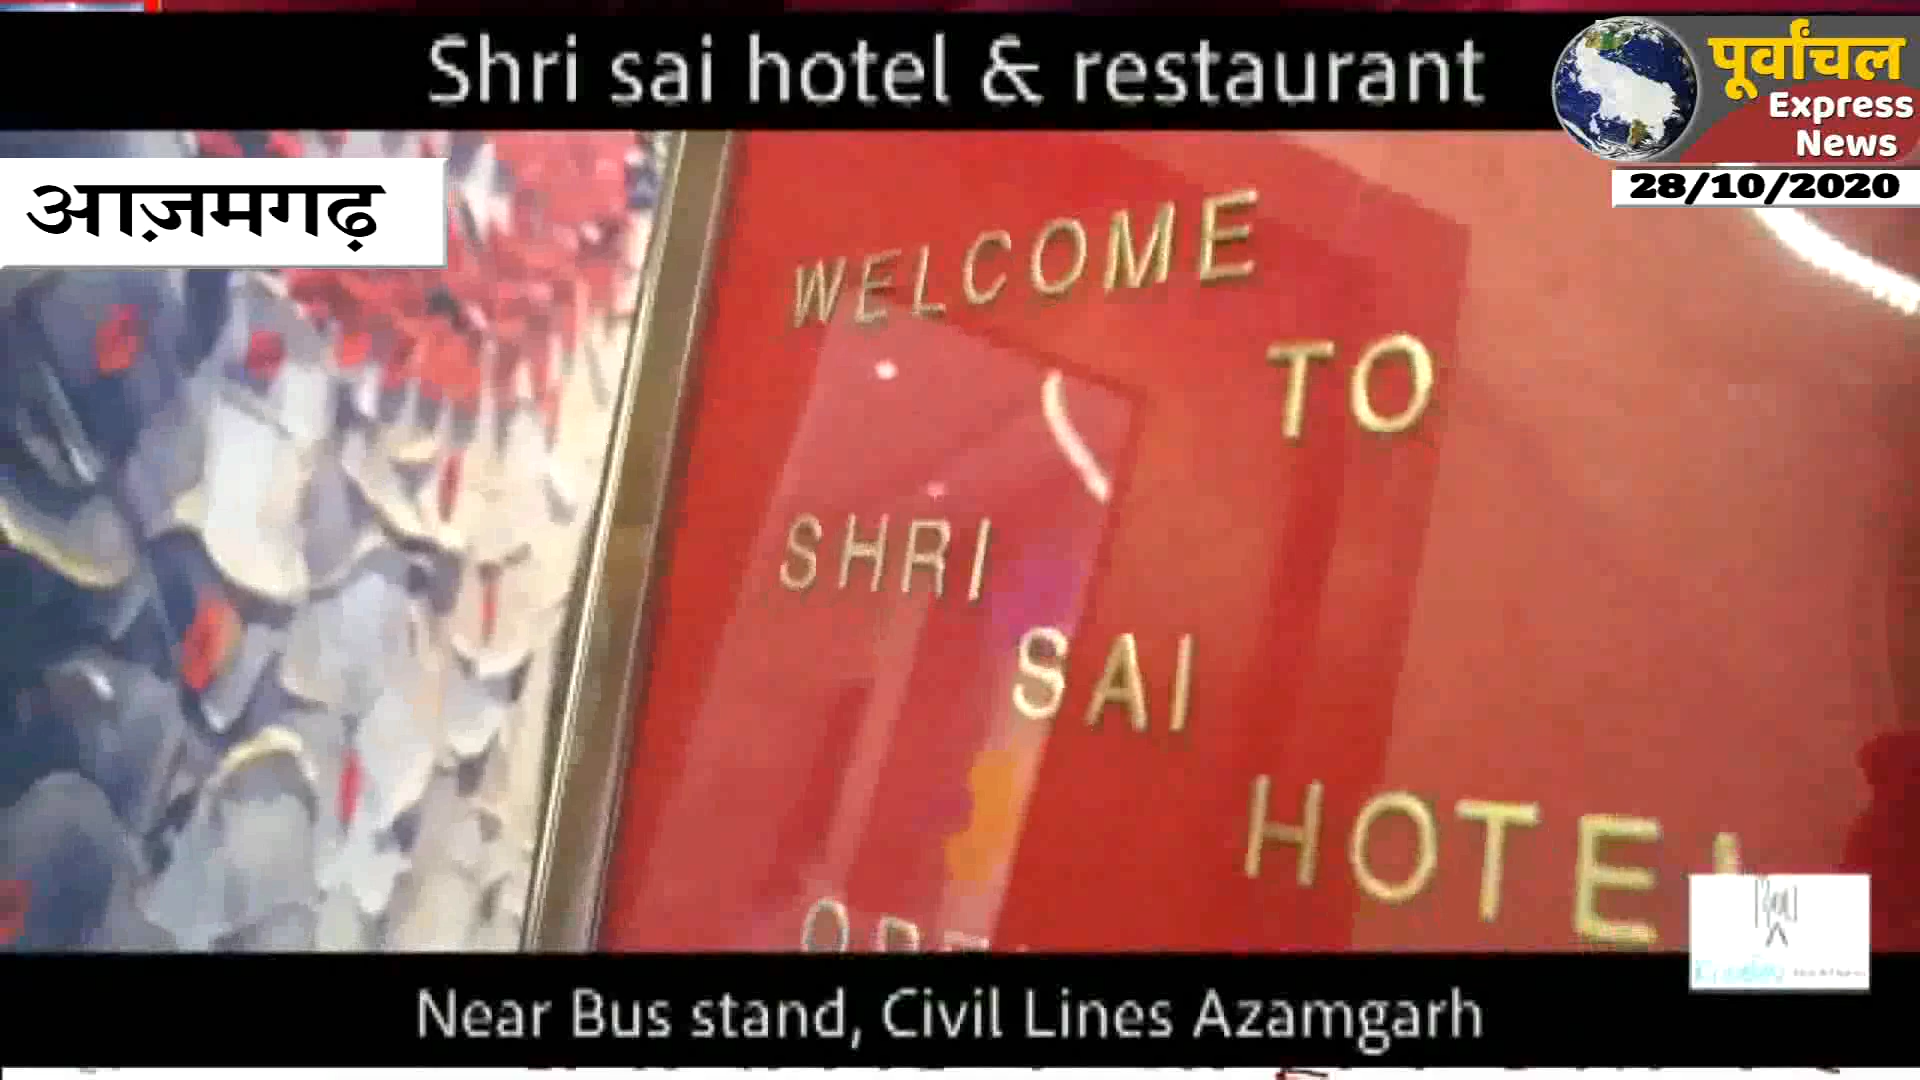 Shri sai hotel & restaurant
पूर्वांचल
Express
News
28/10/2020
आज़मगढ़
WELCOME
TO
SHRI
SAI
HOTEL
Near Bus stand, Civil Lines Azamgarh